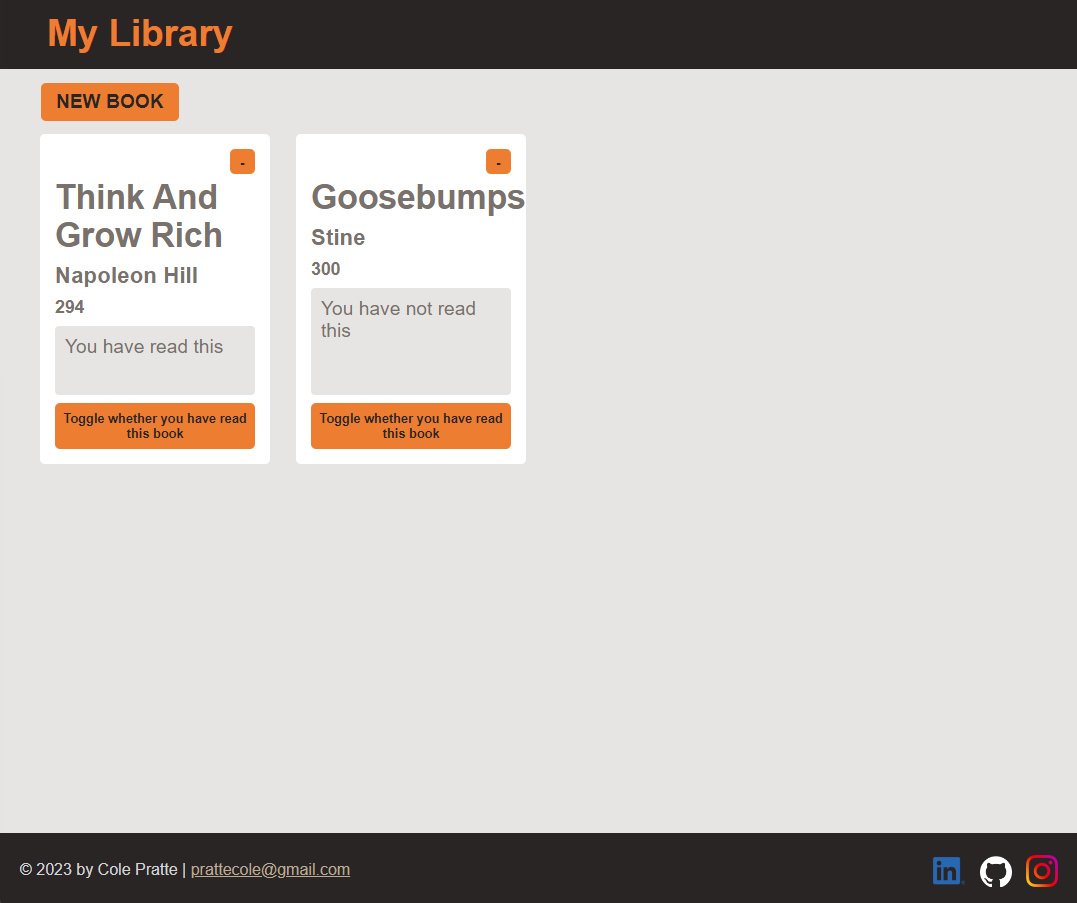 My Library
NEW BOOK
-
Think And
Grow Rich
Napoleon Hill
294
You have read this
Toggle whether you have read
this book
-
Goosebumps
Stine
300
You have not read
this
Toggle whether you have read
this book
© 2023 by Cole Pratte | prattecole@gmail.com
in